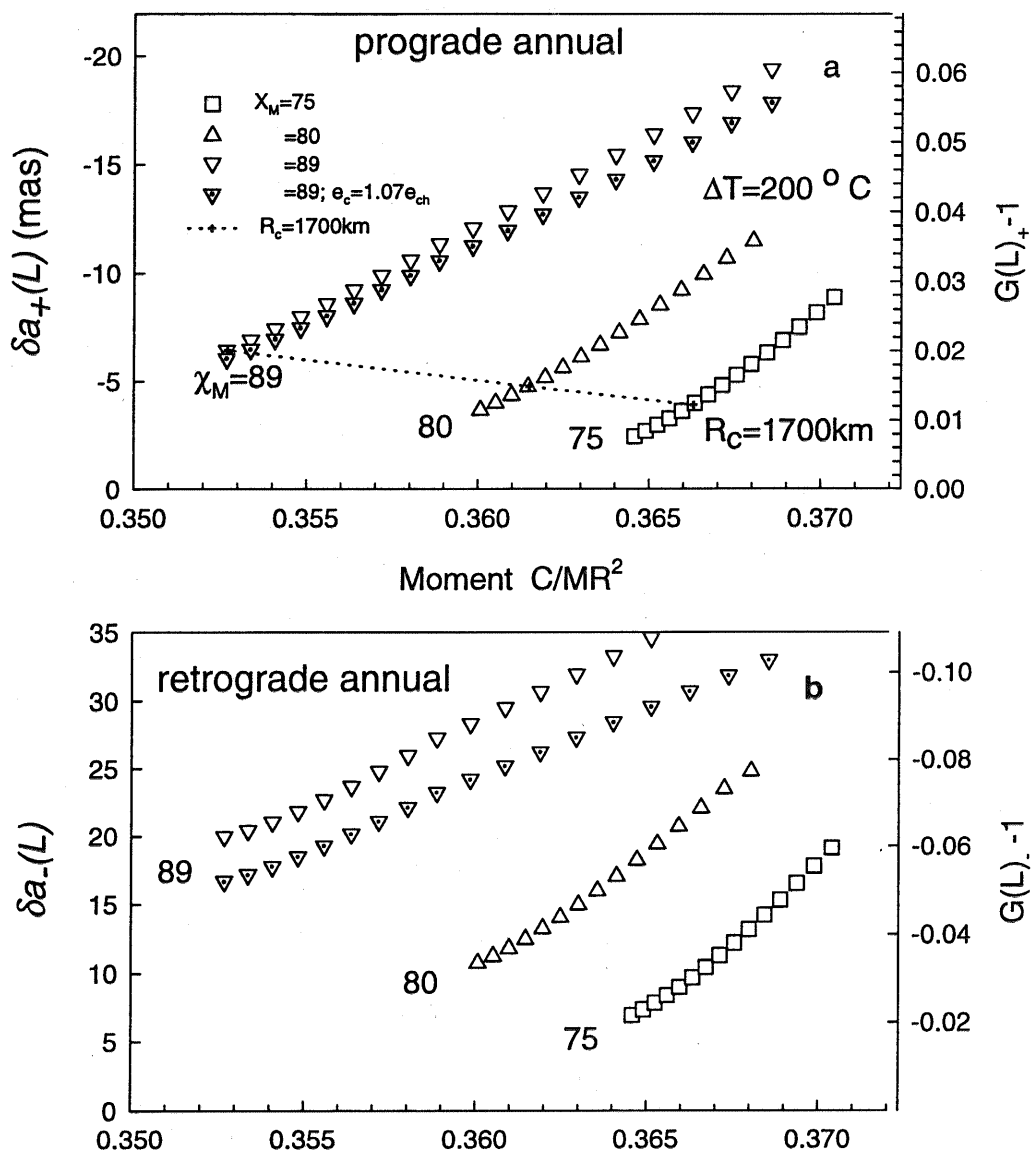 prograde annual
a
-20
-15
-10
-5
0
δa₊(L) (mas)
X_M=75
=80
=89
=89; e_c=1.07e_ch
R_c=1700km
ΔT=200 ° C
χ_M=89
80
75
R_C=1700km
0.06
0.05
0.04
0.03
0.02
0.01
0.00
G(L)₊-1
0.350
0.355
0.360
0.365
0.370
Moment C/MR²
retrograde annual
b
35
30
25
20
15
10
5
0
δa₋(L)
89
80
75
-0.10
-0.08
-0.06
-0.04
-0.02
G(L)₋-1
0.350
0.355
0.360
0.365
0.370